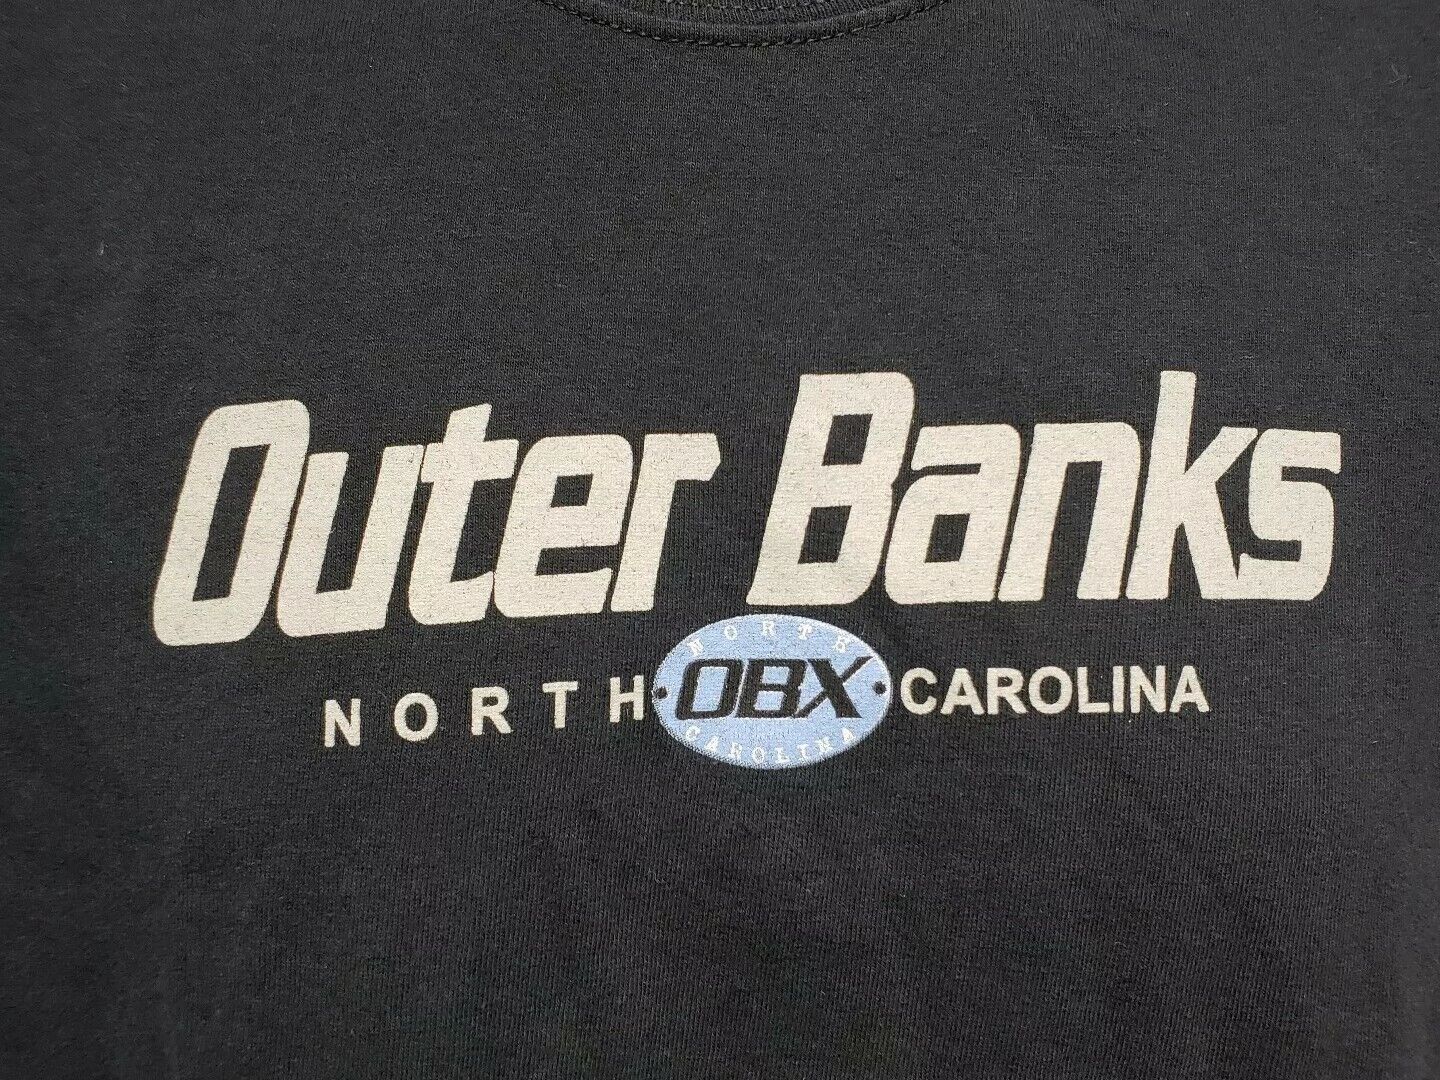 Outer Banks
NORTH CAROLINA
NORTH
OBX
CAROLINA